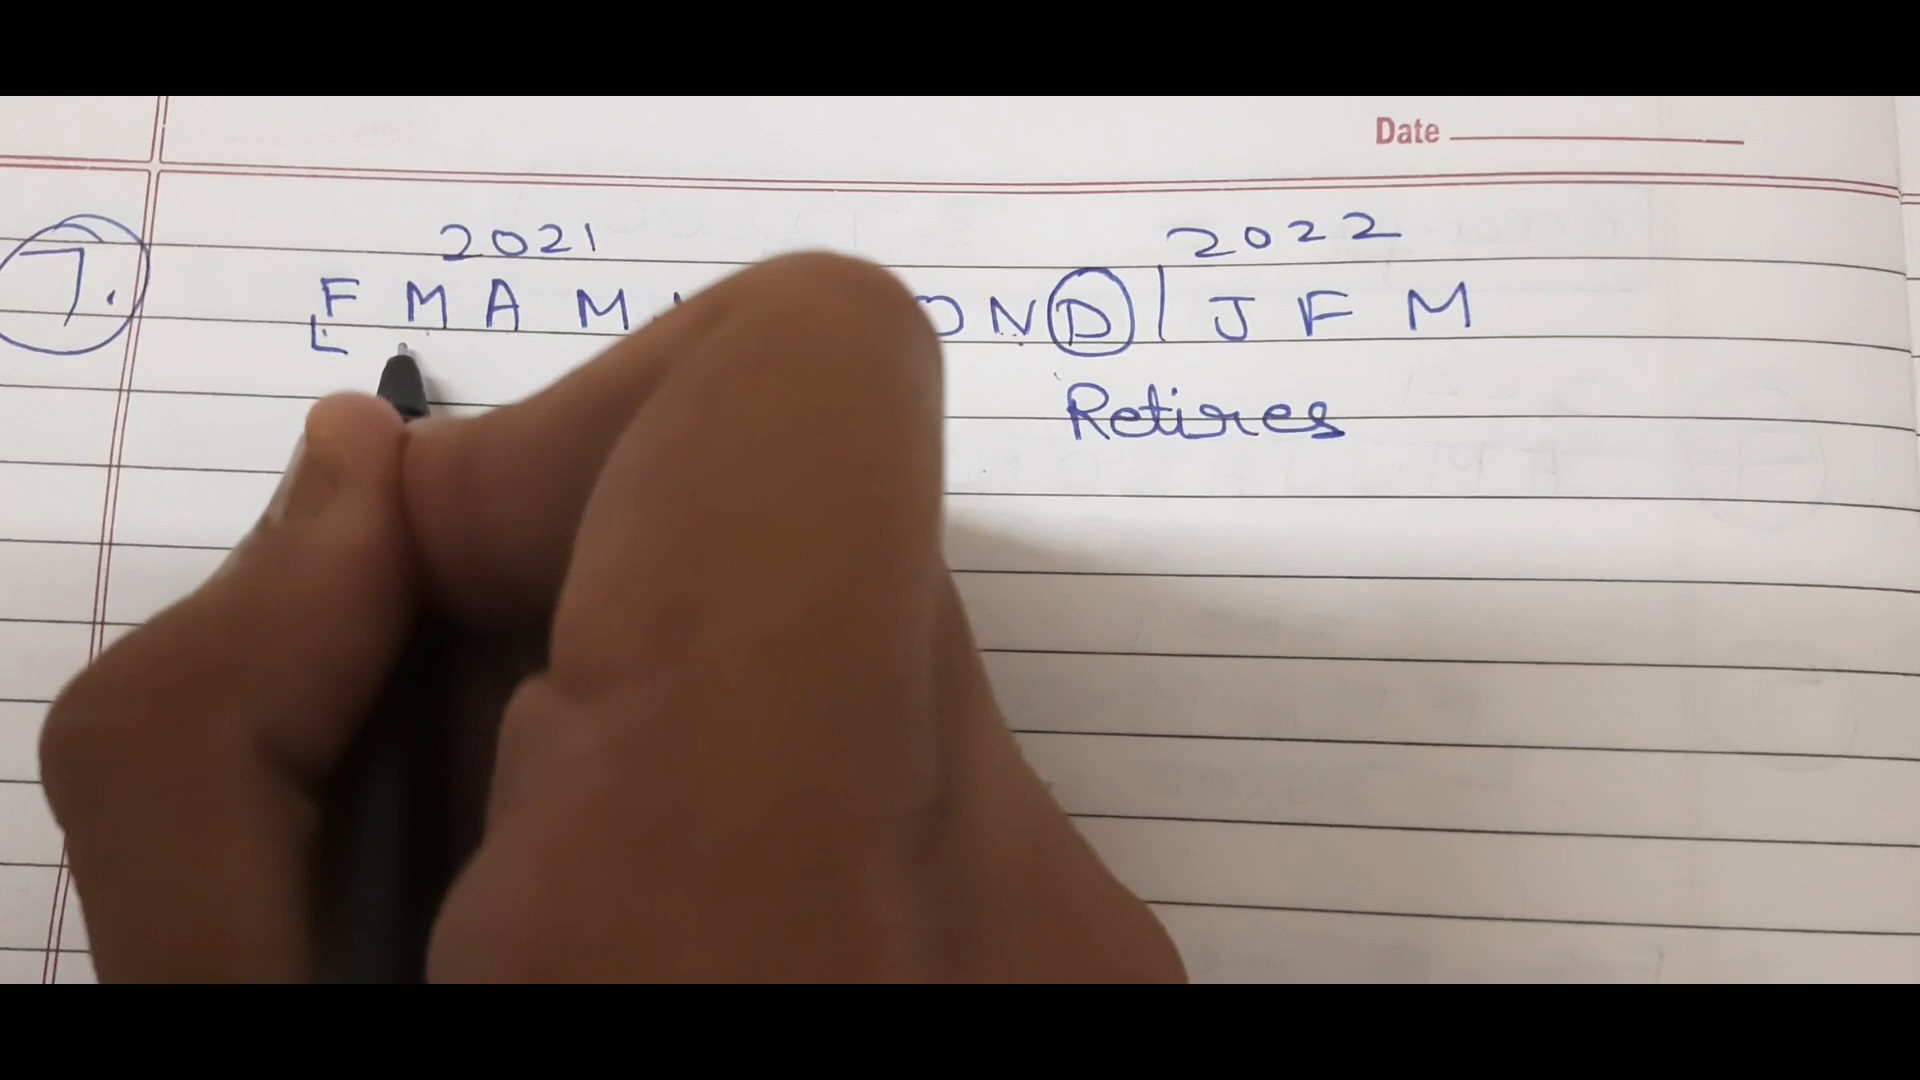 Date
2021 2022
7. F M A M O N D | J F M
Retires